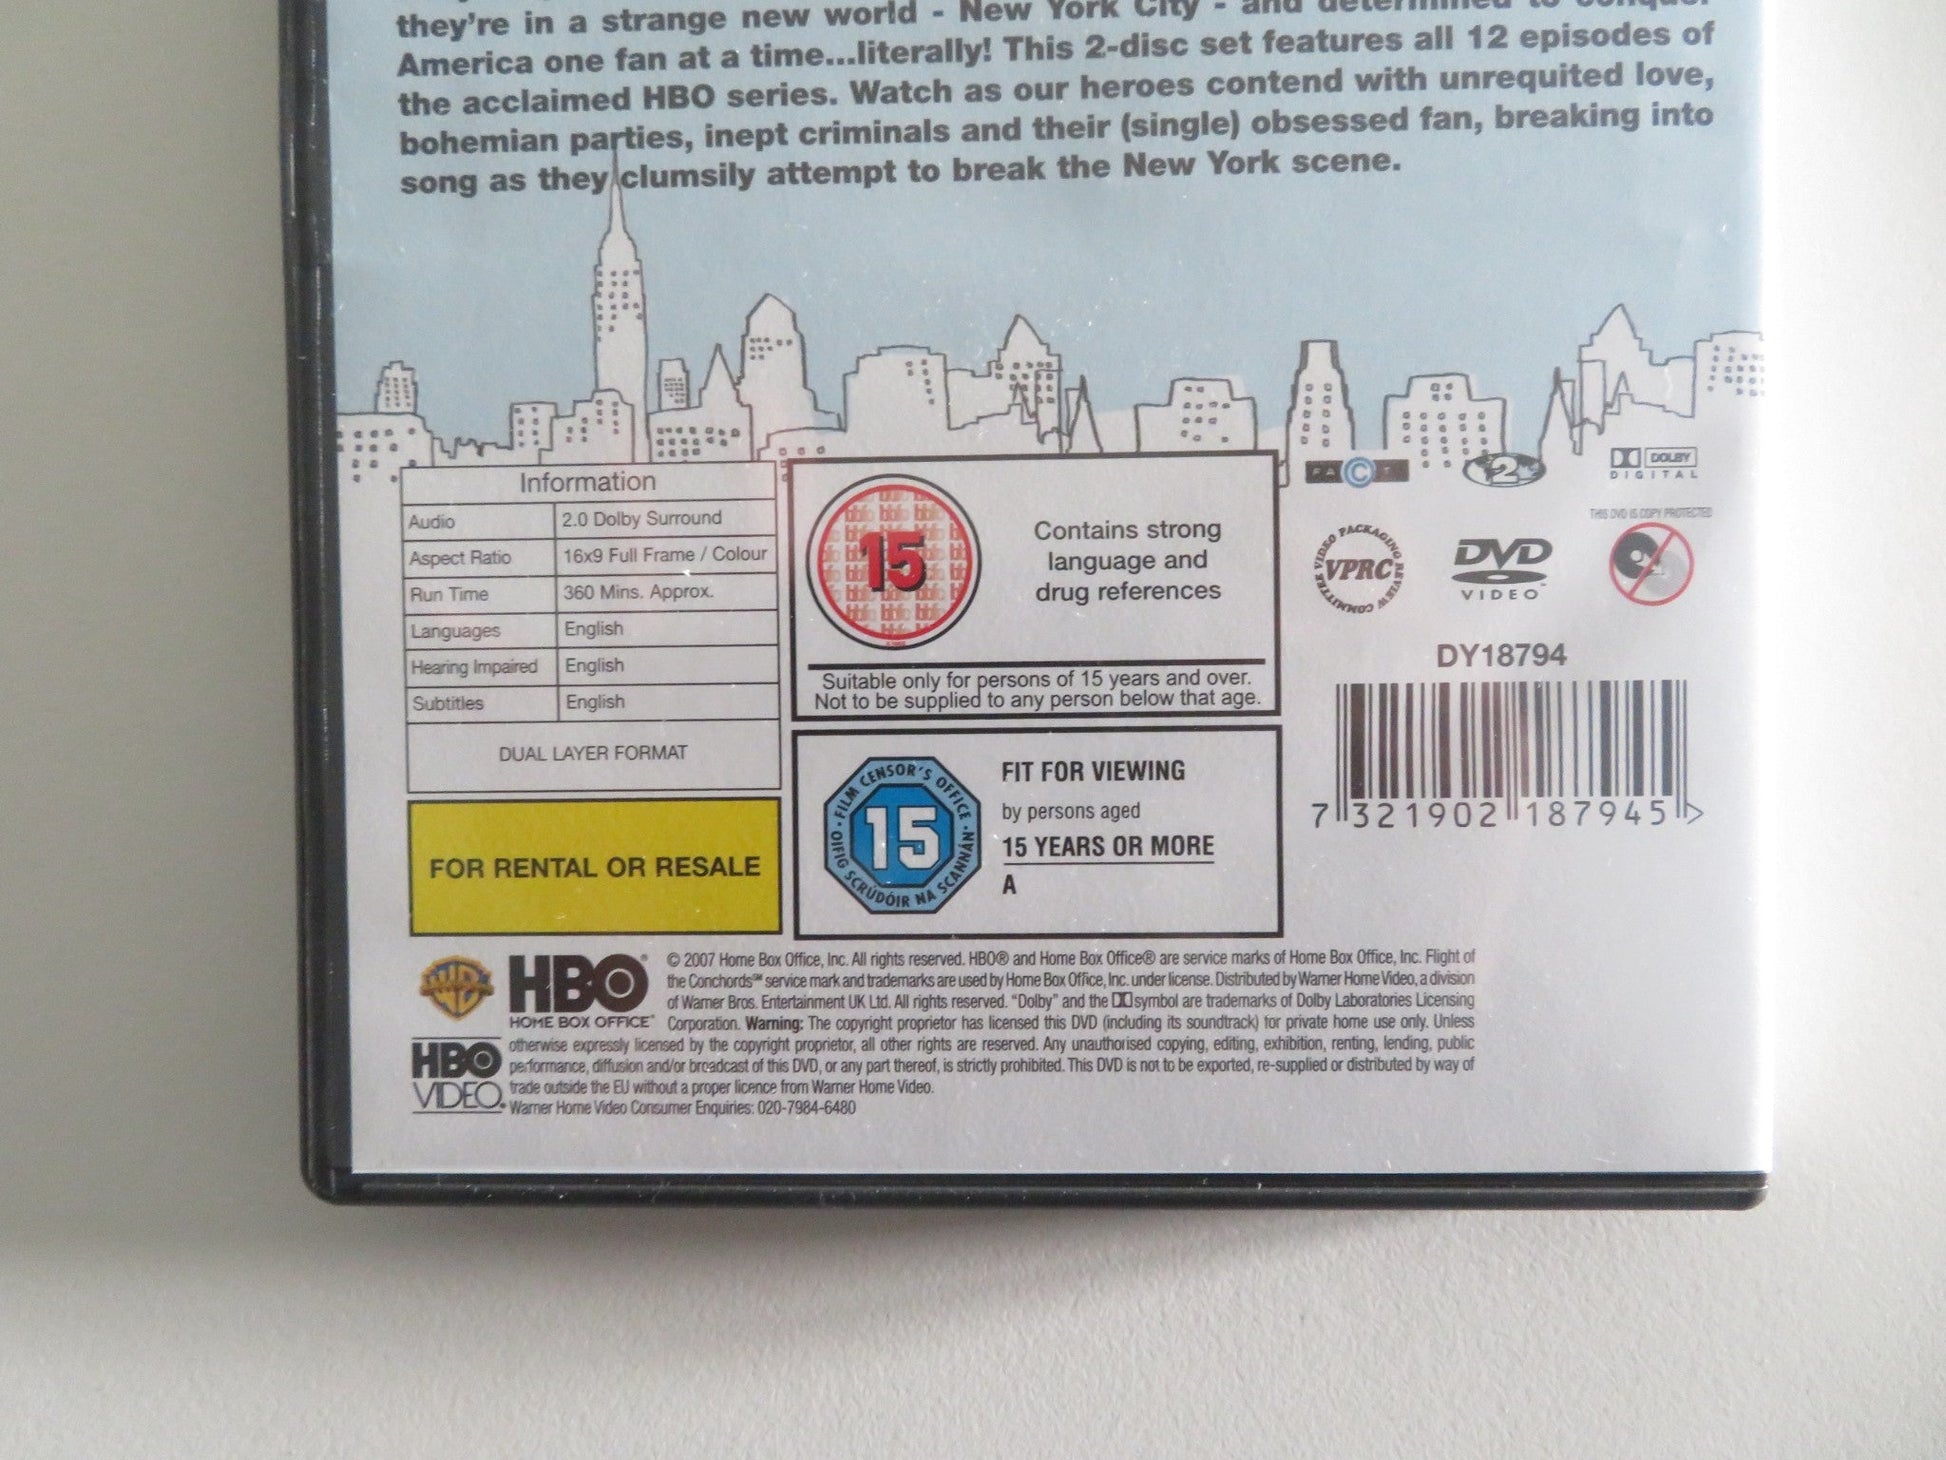 they're in a strange new world - New York City - and determined to conquer
America one fan at a time...literally! This 2-disc set features all 12 episodes of
the acclaimed HBO series. Watch as our heroes contend with unrequited love,
bohemian parties, inept criminals and their (single) obsessed fan, breaking into
song as they clumsily attempt to break the New York scene.
Information
Audio 2.0 Dolby Surround
Aspect Ratio 16x9 Full Frame / Colour
Run Time 360 Mins. Approx.
Languages English
Hearing Impaired English
Subtitles English
DUAL LAYER FORMAT
FOR RENTAL OR RESALE
15
Contains strong
language and
drug references
Suitable only for persons of 15 years and over.
Not to be supplied to any person below that age.
FILM CENSOR'S OFFICE
15
OIFIG SCRÚDÓIR NA SCANNÁN
FIT FOR VIEWING
by persons aged
15 YEARS OR MORE
A
FACT
2
DOLBY
DIGITAL
THIS DVD IS COPY PROTECTED
VIDEO PACKAGING REVIEW COMMITTEE
VPRC
DVD
VIDEO™
DY18794
7 321902 187945 >
HBO®
HOME BOX OFFICE®
HBO
VIDEO®
© 2007 Home Box Office, Inc. All rights reserved. HBO® and Home Box Office® are service marks of Home Box Office, Inc. Flight of
the Conchords℠ service mark and trademarks are used by Home Box Office, Inc. under license. Distributed by Warner Home Video, a division
of Warner Bros. Entertainment UK Ltd. All rights reserved. "Dolby" and the symbol are trademarks of Dolby Laboratories Licensing
Corporation. Warning: The copyright proprietor has licensed this DVD (including its soundtrack) for private home use only. Unless
otherwise expressly licensed by the copyright proprietor, all other rights are reserved. Any unauthorised copying, editing, exhibition, renting, lending, public
performance, diffusion and/or broadcast of this DVD, or any part thereof, is strictly prohibited. This DVD is not to be exported, re-supplied or distributed by way of
trade outside the EU without a proper licence from Warner Home Video.
Warner Home Video Consumer Enquiries: 020-7984-6480